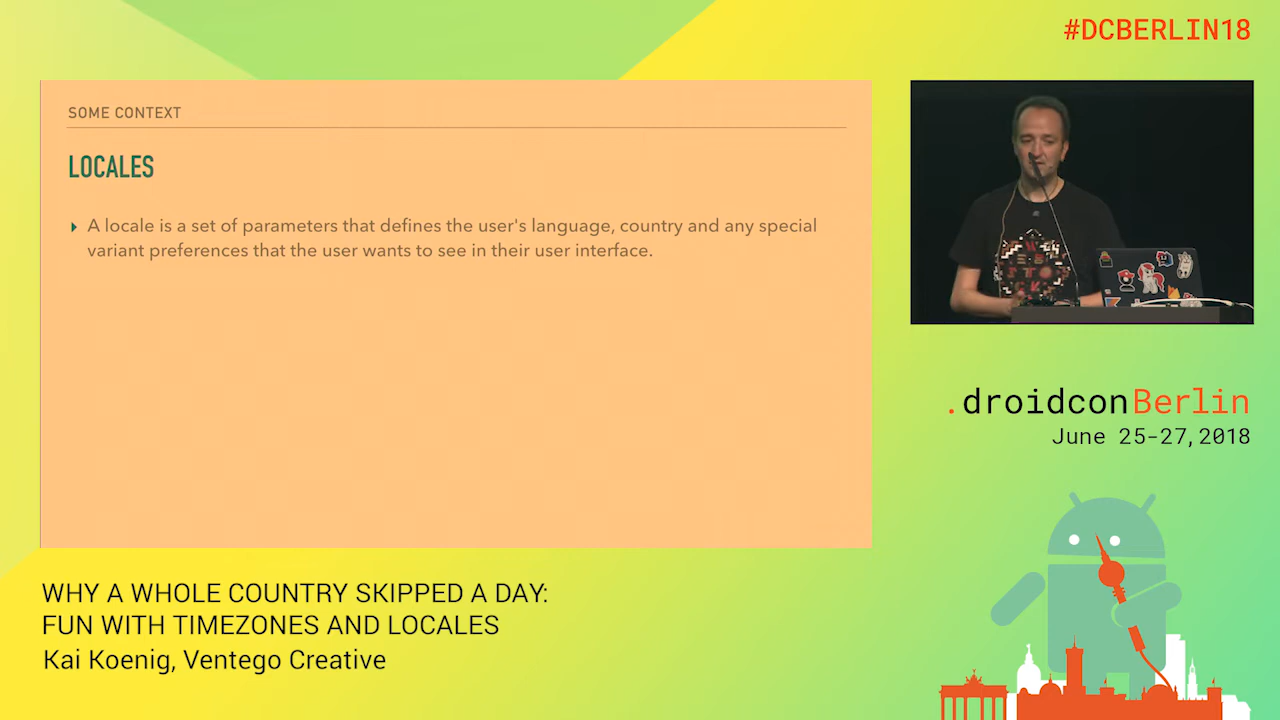 #DCBERLIN18
SOME CONTEXT
LOCALES
A locale is a set of parameters that defines the user's language, country and any special
variant preferences that the user wants to see in their user interface.
.droidconBerlin
June 25-27,2018
WHY A WHOLE COUNTRY SKIPPED A DAY:
FUN WITH TIMEZONES AND LOCALES
Kai Koenig, Ventego Creative